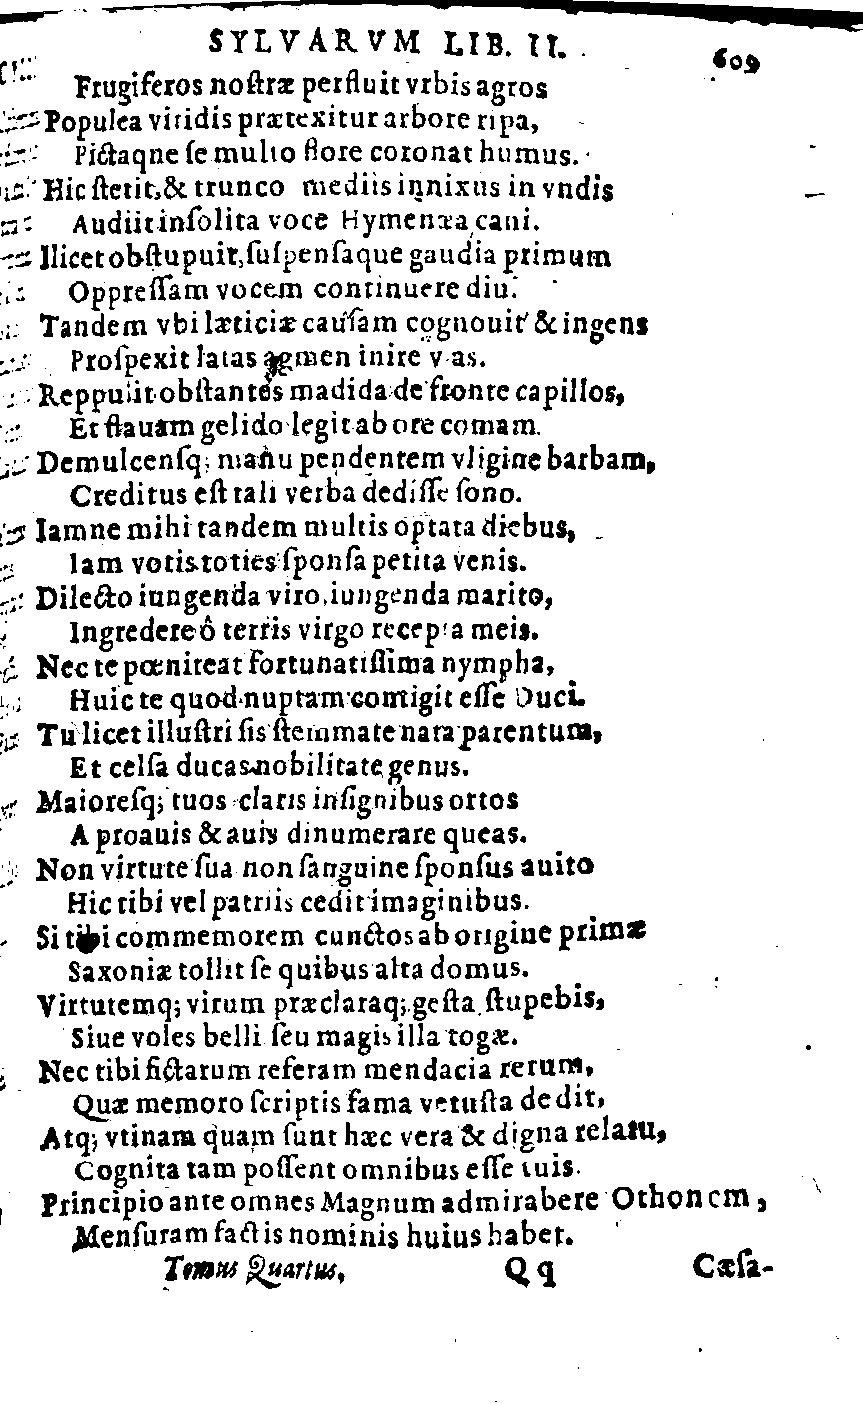 SYLVARVM LIB. II. 609
Frugiferos nostræ perfluit vrbis agros
Populea viridis prætexitur arbore ripa,
Pictaqne se multo flore coronat humus.
Hic stetit, & trunco mediis innixus in vndis
Audiit insolita voce Hymenæa cani.
Ilicet obstupuit, suspensaque gaudia primum
Oppressam vocem continuere diu.
Tandem vbi læticiæ causam cognouit & ingens
Prospexit latas agmen inire vias.
Reppulit obstantes madida de fronte capillos,
Et flauam gelido legit ab ore comam.
Demulcensq; manu pendentem vligine barbam,
Creditus est tali verba dedisse sono.
Iamne mihi tandem multis optata diebus,
Iam votis toties sponsa petita venis.
Dilecto iungenda viro, iungenda marito,
Ingredere ô terris virgo recepta meis.
Nec te pœniteat fortunatissima nympha,
Huic te quod nuptam contigit esse Duci.
Tu licet illustri sis stemmate nata parentum,
Et celsa ducas nobilitate genus.
Maioresq; tuos claris insignibus ortos
A proauis & auis dinumerare queas.
Non virtute sua non sanguine sponsus auito
Hic tibi vel patriis cedit imaginibus.
Si tibi commemorem cunctos ab origine primæ
Saxoniæ tollit se quibus alta domus.
Virtutemq; virum præclaraq; gesta stupebis,
Siue voles belli seu magis illa togæ.
Nec tibi fictarum referam mendacia rerum,
Quæ memoro scriptis fama vetusta dedit,
Atq; vtinam quam sunt hæc vera & digna relatu,
Cognita tam possent omnibus esse tuis.
Principio ante omnes Magnum admirabere Othonem,
Mensuram factis nominis huius habet.
Tomus Quartus, Qq Cæsa-